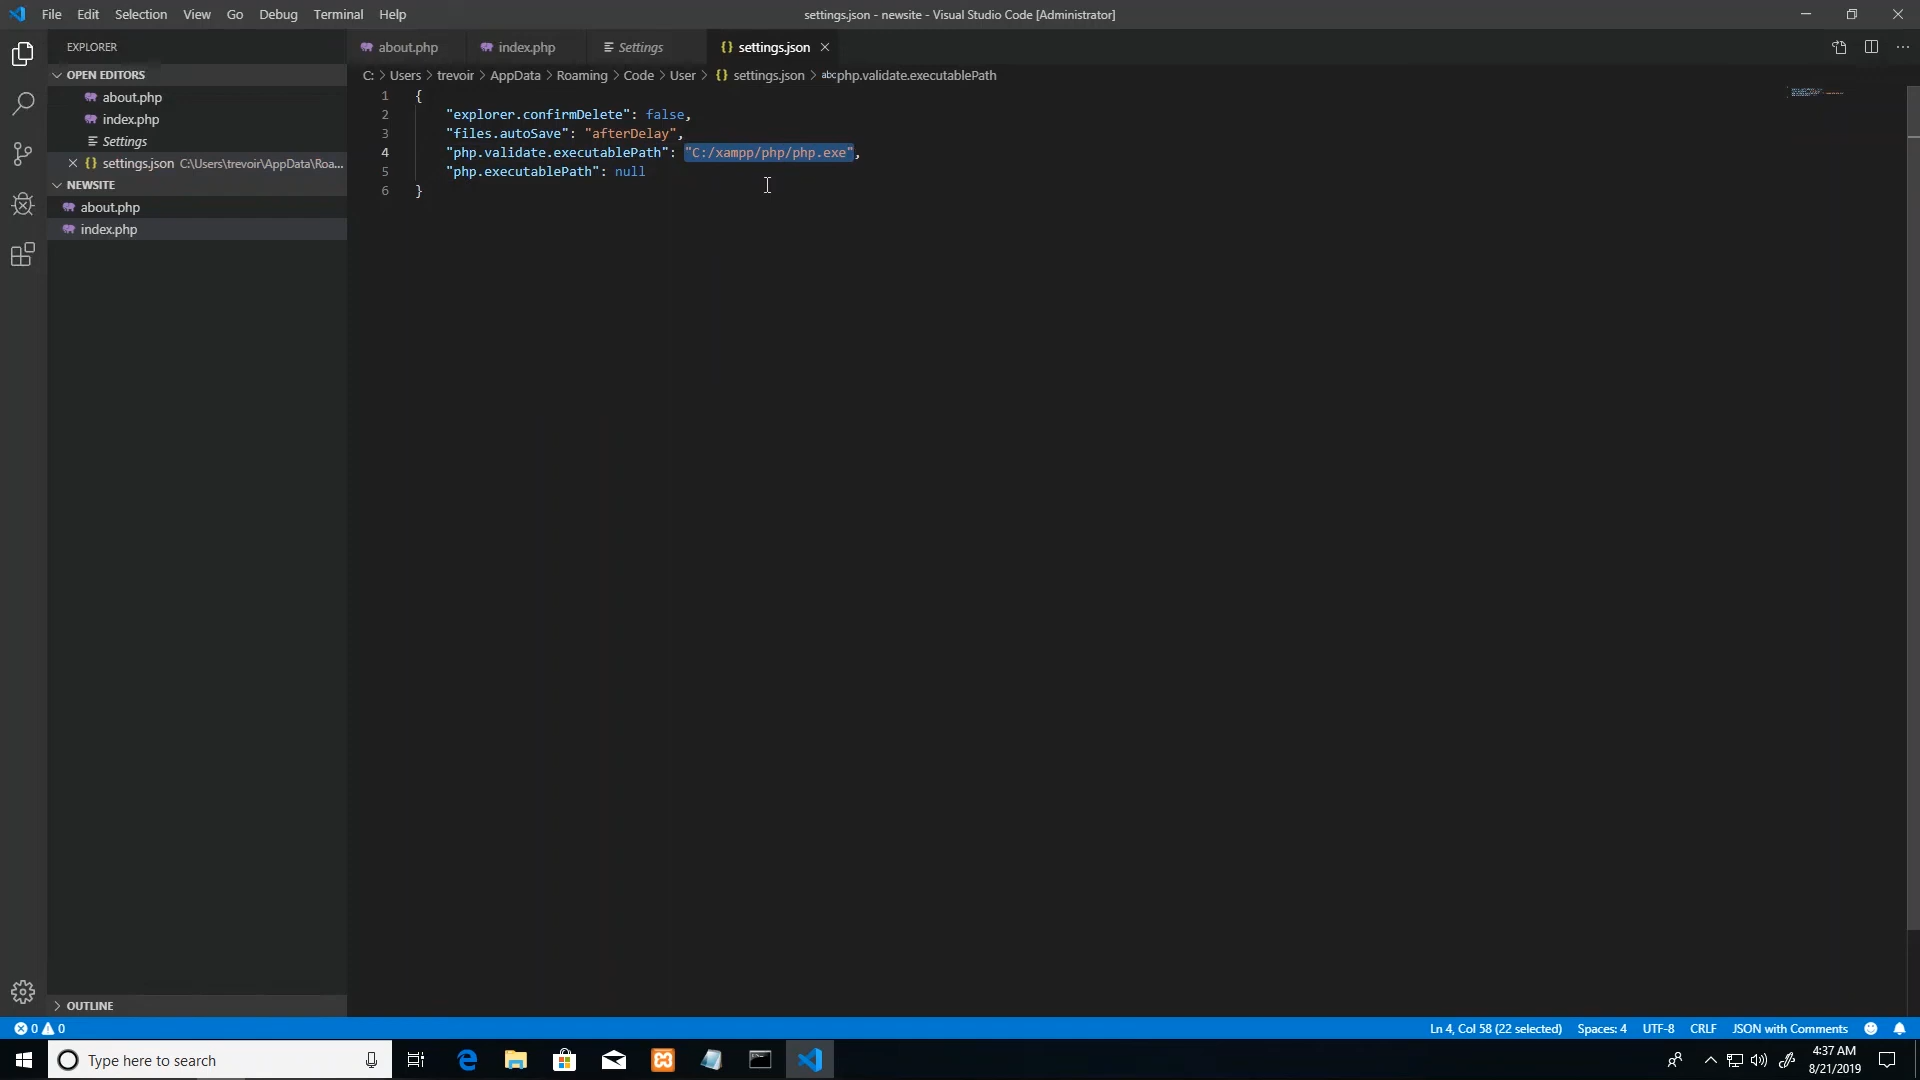 File Edit Selection View Go Debug Terminal Help
settings.json - newsite - Visual Studio Code [Administrator]
EXPLORER
about.php
index.php
Settings
settings.json
OPEN EDITORS
about.php
index.php
Settings
settings.json C:\Users\trevoir\AppData\Roa...
NEWSITE
about.php
index.php
OUTLINE
C: > Users > trevoir > AppData > Roaming > Code > User > {} settings.json > abc php.validate.executablePath
1 {
2 "explorer.confirmDelete": false,
3 "files.autoSave": "afterDelay",
4 "php.validate.executablePath": "C:/xampp/php/php.exe",
5 "php.executablePath": null
6 }
0 0
Ln 4, Col 58 (22 selected) Spaces: 4 UTF-8 CRLF JSON with Comments
Type here to search
4:37 AM
8/21/2019